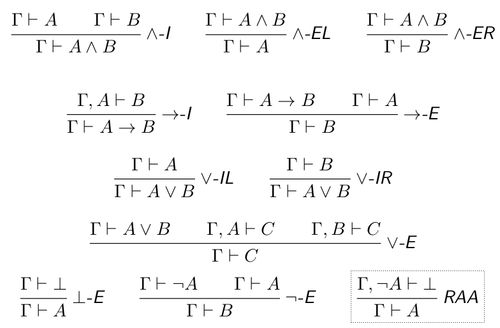 Γ ⊢ A Γ ⊢ B Γ ⊢ A ∧ B Γ ⊢ A ∧ B
∧-I ∧-EL ∧-ER
Γ ⊢ A ∧ B Γ ⊢ A Γ ⊢ B
Γ, A ⊢ B Γ ⊢ A → B Γ ⊢ A
→-I →-E
Γ ⊢ A → B Γ ⊢ B
Γ ⊢ A Γ ⊢ B
∨-IL ∨-IR
Γ ⊢ A ∨ B Γ ⊢ A ∨ B
Γ ⊢ A ∨ B Γ, A ⊢ C Γ, B ⊢ C
∨-E
Γ ⊢ C
Γ ⊢ ⊥ Γ ⊢ ¬A Γ ⊢ A Γ, ¬A ⊢ ⊥
⊥-E ¬-E RAA
Γ ⊢ A Γ ⊢ B Γ ⊢ A